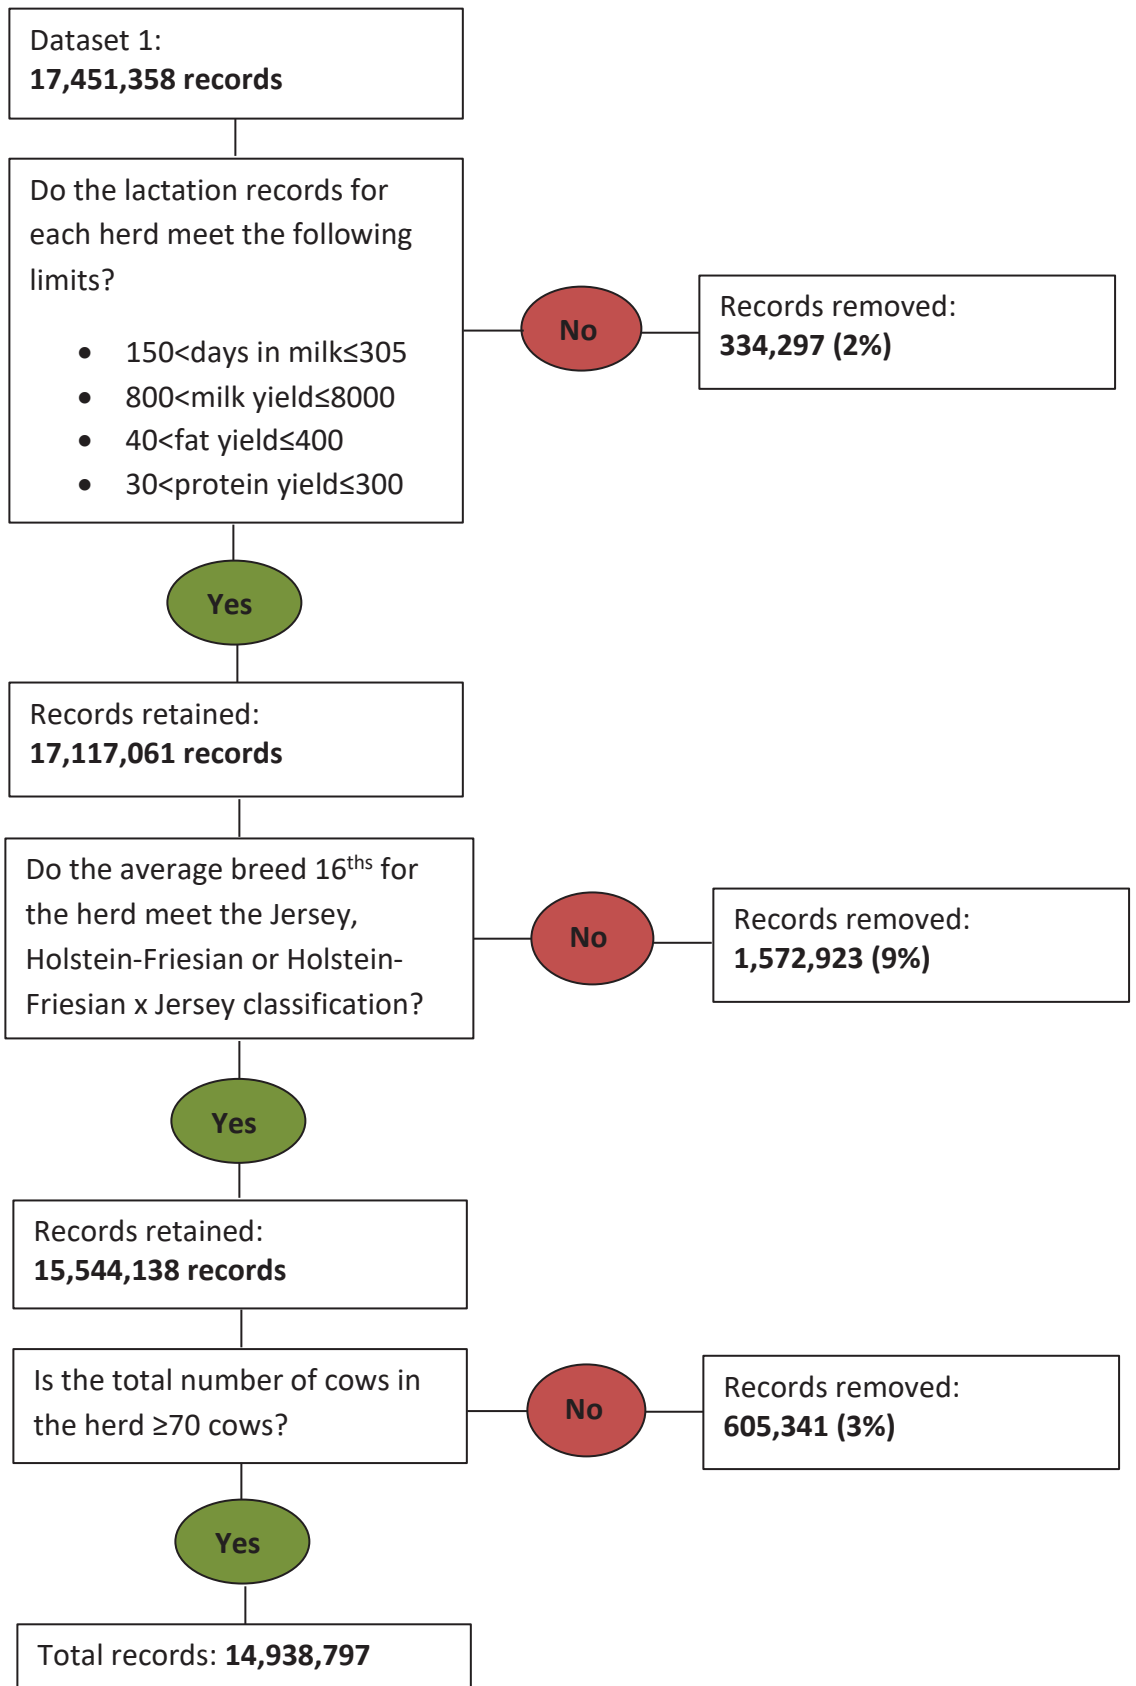 Dataset 1:
17,451,358 records
Do the lactation records for
each herd meet the following
limits?
• 150<days in milk≤305
• 800<milk yield≤8000
• 40<fat yield≤400
• 30<protein yield≤300
No
Records removed:
334,297 (2%)
Yes
Records retained:
17,117,061 records
Do the average breed 16ths for
the herd meet the Jersey,
Holstein-Friesian or Holstein-
Friesian x Jersey classification?
No
Records removed:
1,572,923 (9%)
Yes
Records retained:
15,544,138 records
Is the total number of cows in
the herd ≥70 cows?
No
Records removed:
605,341 (3%)
Yes
Total records: 14,938,797